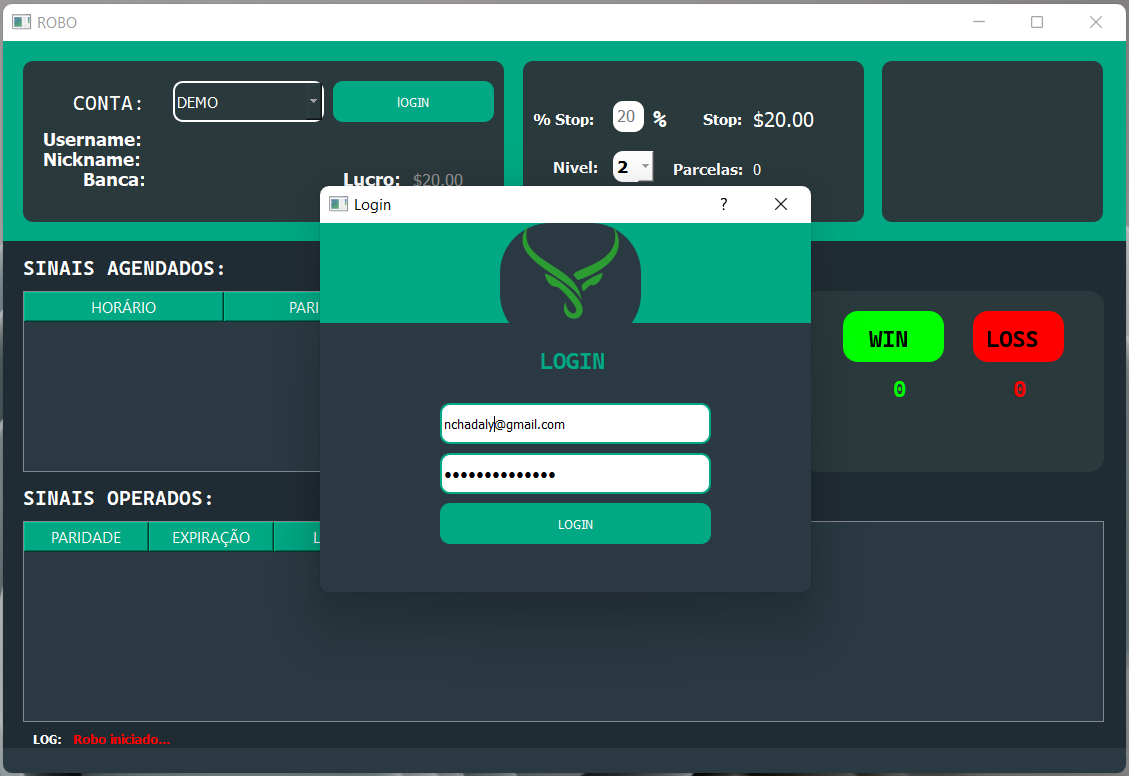 ROBO
CONTA: DEMO lOGIN
Username:
Nickname:
Banca:
Lucro: $20.00
% Stop: 20 % Stop: $20.00
Nivel: 2 Parcelas: 0
Login ?
LOGIN
nchadaly@gmail.com
••••••••••••••
LOGIN
SINAIS AGENDADOS:
HORÁRIO PARI
WIN LOSS
0 0
SINAIS OPERADOS:
PARIDADE EXPIRAÇÃO L
LOG: Robo iniciado...